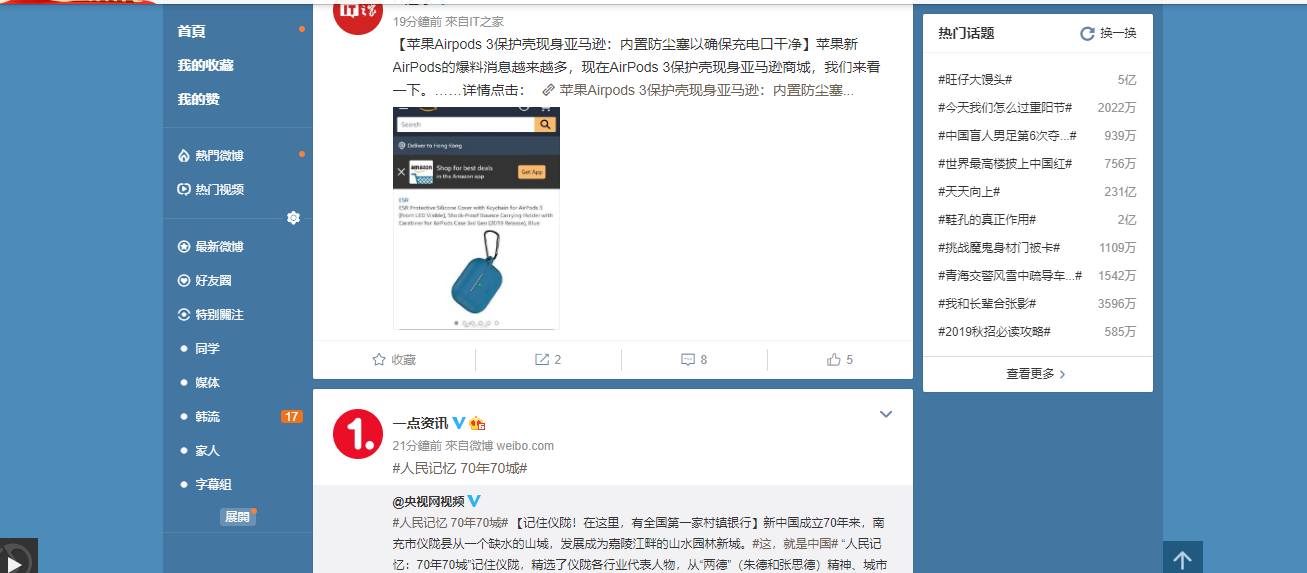 首頁
我的收藏
我的赞
熱門微博
热门视频
最新微博
好友圈
特别關注
同学
媒体
韩流
17
家人
字幕组
展開
IT之家
19分鐘前 來自IT之家
【苹果Airpods 3保护壳现身亚马逊：内置防尘塞以确保充电口干净】苹果新
AirPods的爆料消息越来越多，现在AirPods 3保护壳现身亚马逊商城，我们来看
一下。……详情点击： 苹果Airpods 3保护壳现身亚马逊：内置防尘塞...
Search
Deliver to Hong Kong
amazon
Shop for best deals
in the Amazon app
Get App
ESR
ESR Protective Silicone Cover with Keychain for AirPods 3
[Front LED Visible], Shock-Proof Bounce Carrying Holder with
Carabiner for AirPods Case 3rd Gen (2019 Release), Blue
收藏
2
8
5
1.
一点资讯
21分鐘前 來自微博 weibo.com
#人民记忆 70年70城#
@央视网视频
#人民记忆 70年70城# 【记住仪陇！在这里，有全国第一家村镇银行】新中国成立70年来，南
充市仪陇县从一个缺水的山城，发展成为嘉陵江畔的山水园林新城。#这，就是中国# “人民记
忆：70年70城”记住仪陇，精选了仪陇各行业代表人物，从“两德”（朱德和张思德）精神、城市
热门话题
换一换
#旺仔大馒头# 5亿
#今天我们怎么过重阳节# 2022万
#中国盲人男足第6次夺...# 939万
#世界最高楼披上中国红# 756万
#天天向上# 231亿
#鞋孔的真正作用# 2亿
#挑战魔鬼身材门被卡# 1109万
#青海交警风雪中疏导车...# 1542万
#我和长辈合张影# 3596万
#2019秋招必读攻略# 585万
查看更多